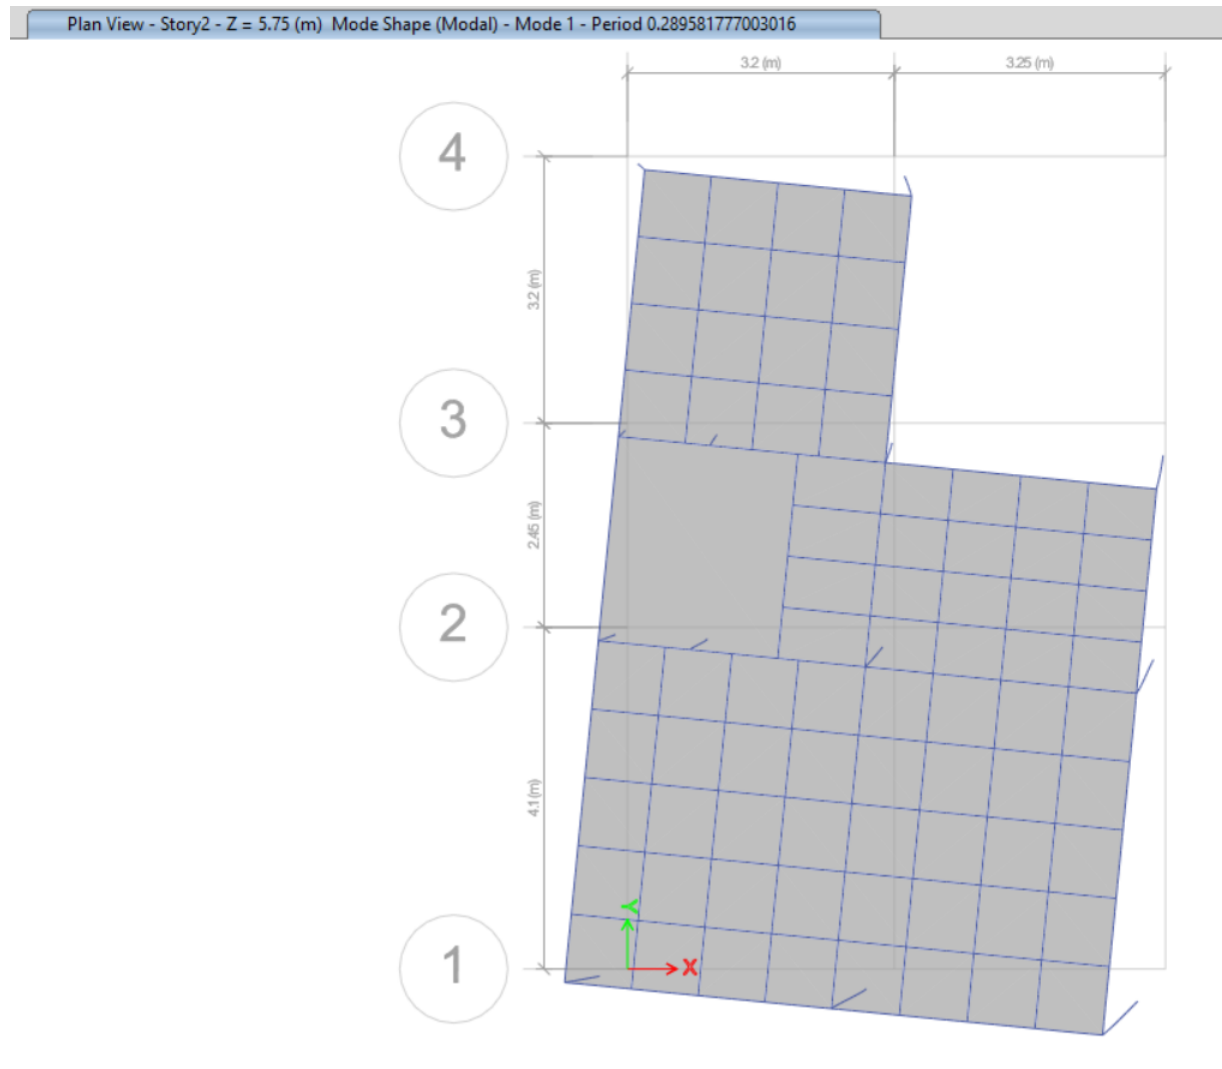 Plan View - Story2 - Z = 5.75 (m)  Mode Shape (Modal) - Mode 1 - Period 0.289581777003016
3.2 (m)
3.25 (m)
4
3.2 (m)
3
2.45 (m)
2
4.1 (m)
Y
1
X